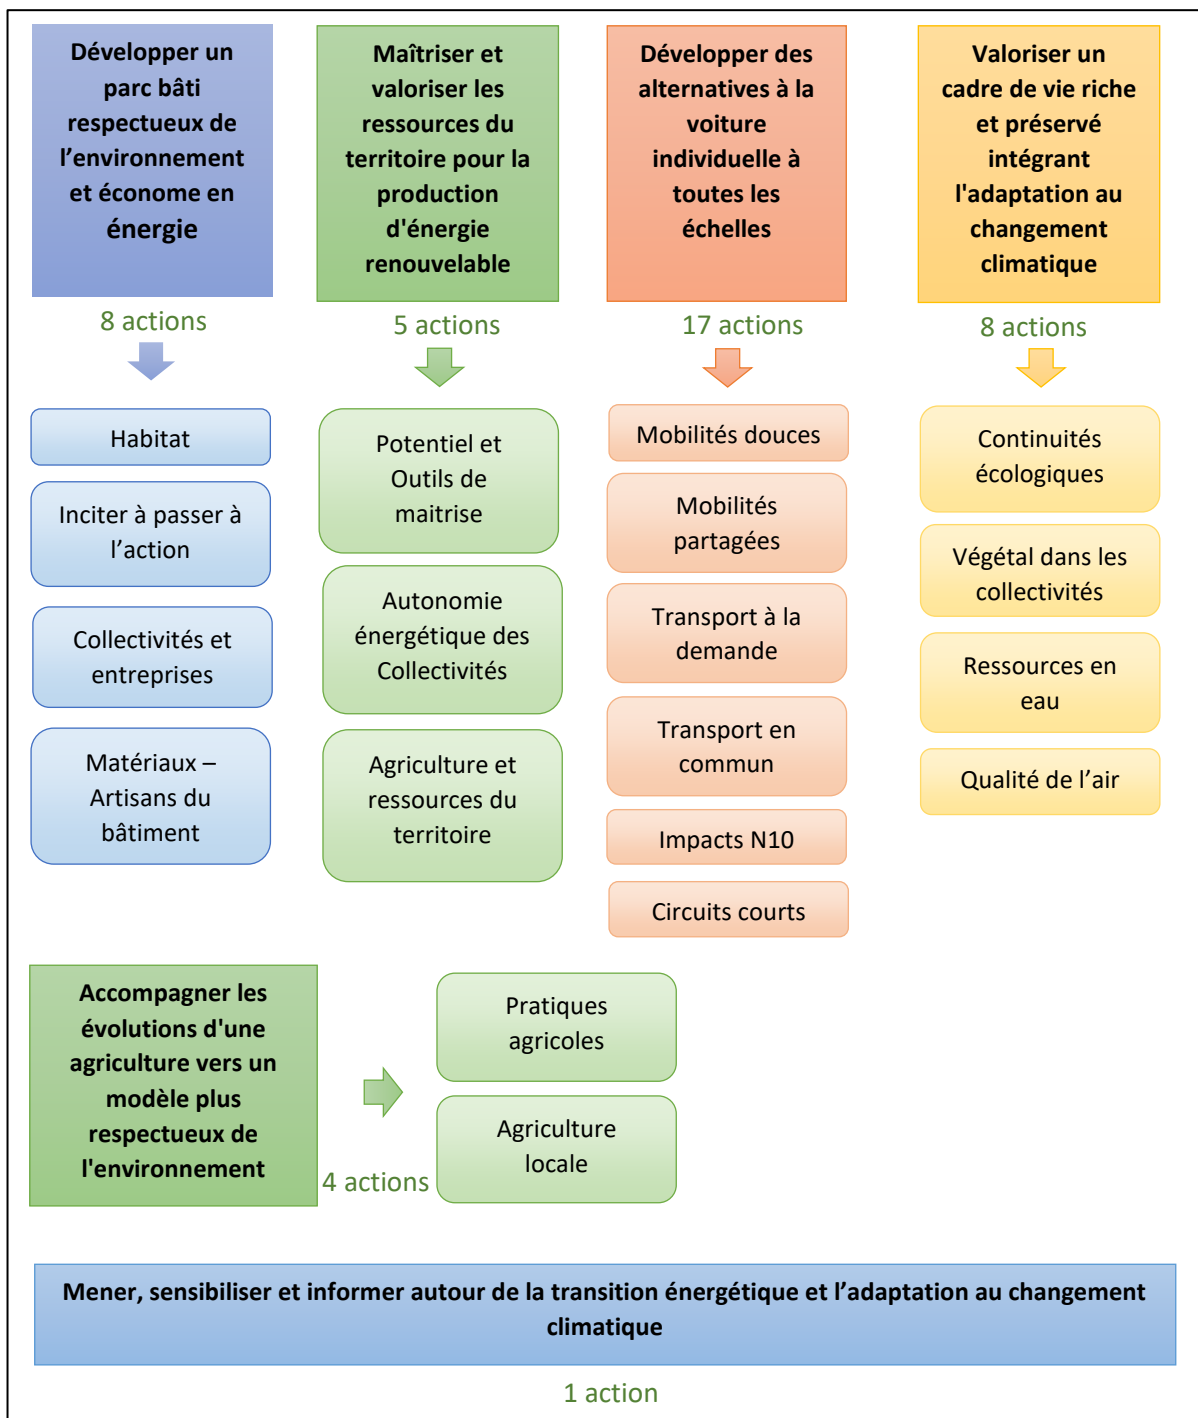 Développer un
parc bâti
respectueux de
l’environnement
et économe en
énergie
8 actions
Habitat
Inciter à passer à
l’action
Collectivités et
entreprises
Matériaux –
Artisans du
bâtiment
Maîtriser et
valoriser les
ressources du
territoire pour la
production
d'énergie
renouvelable
5 actions
Potentiel et
Outils de
maitrise
Autonomie
énergétique des
Collectivités
Agriculture et
ressources du
territoire
Développer des
alternatives à la
voiture
individuelle à
toutes les
échelles
17 actions
Mobilités douces
Mobilités
partagées
Transport à la
demande
Transport en
commun
Impacts N10
Circuits courts
Valoriser un
cadre de vie riche
et préservé
intégrant
l'adaptation au
changement
climatique
8 actions
Continuités
écologiques
Végétal dans les
collectivités
Ressources en
eau
Qualité de l’air
Accompagner les
évolutions d'une
agriculture vers un
modèle plus
respectueux de
l'environnement
4 actions
Pratiques
agricoles
Agriculture
locale
Mener, sensibiliser et informer autour de la transition énergétique et l’adaptation au changement
climatique
1 action